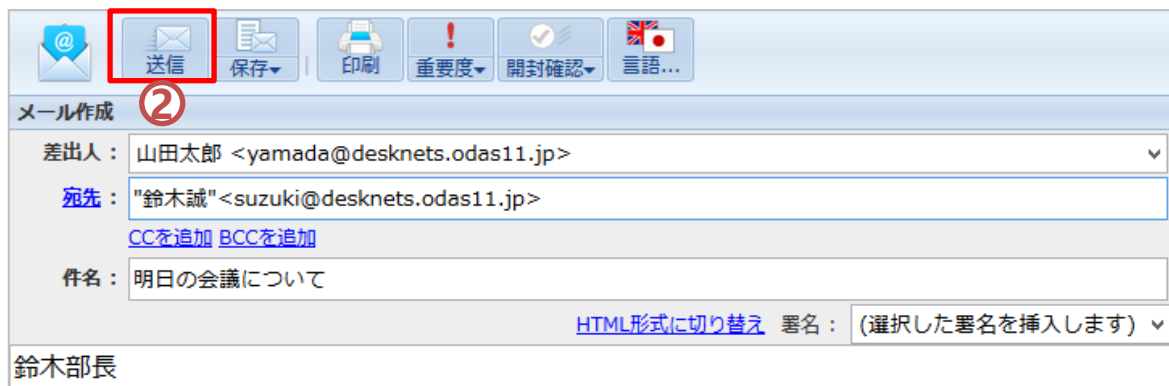 送信 保存 印刷 重要度 開封確認 言語...
②
メール作成
差出人： 山田太郎 <yamada@desknets.odas11.jp>
宛先： "鈴木誠"<suzuki@desknets.odas11.jp>
CCを追加 BCCを追加
件名： 明日の会議について
HTML形式に切り替え 署名： (選択した署名を挿入します)
鈴木部長